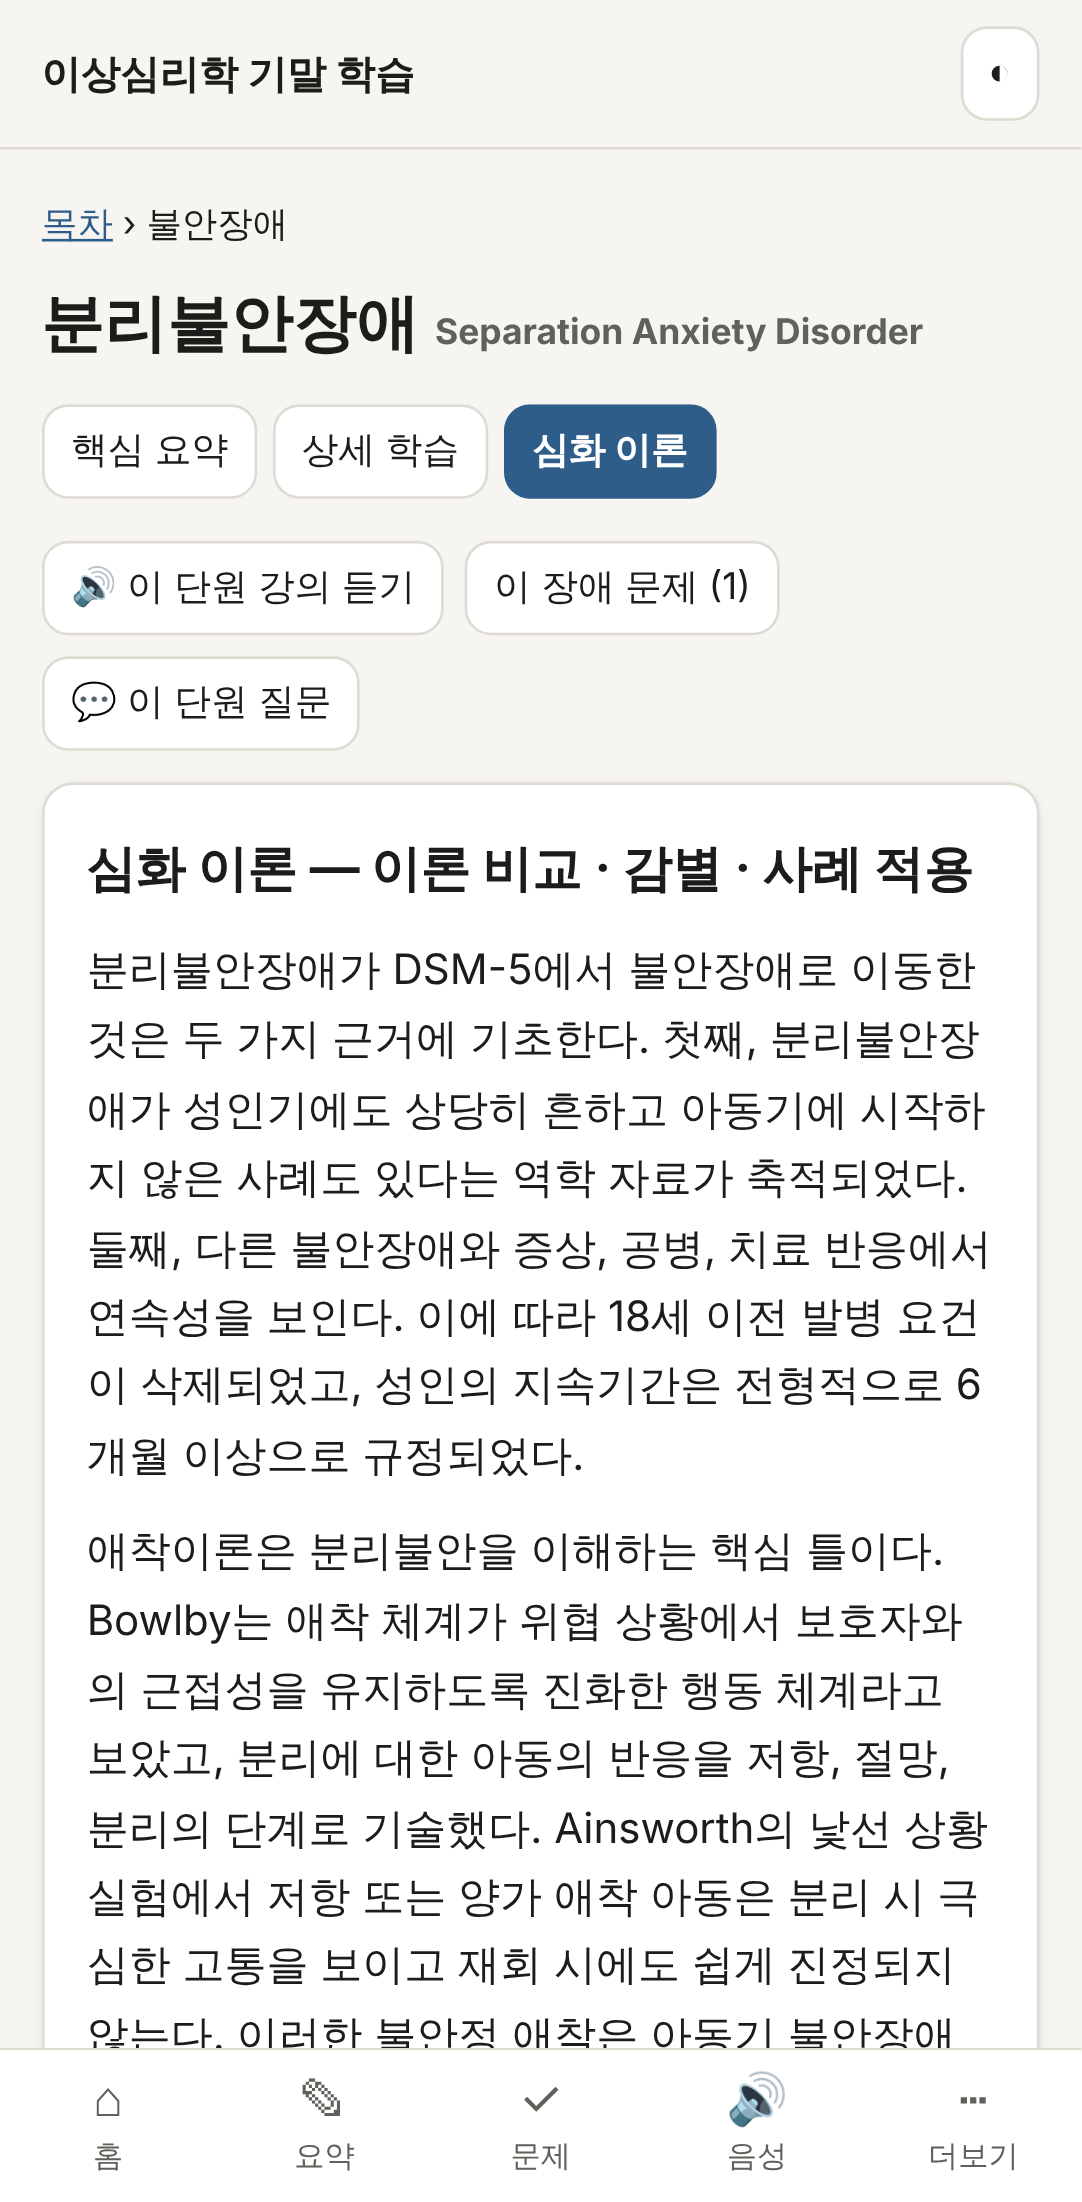 이상심리학 기말 학습
목차 › 불안장애
분리불안장애 Separation Anxiety Disorder
핵심 요약 상세 학습 심화 이론
🔊 이 단원 강의 듣기 이 장애 문제 (1)
💬 이 단원 질문
심화 이론 — 이론 비교 · 감별 · 사례 적용
분리불안장애가 DSM-5에서 불안장애로 이동한
것은 두 가지 근거에 기초한다. 첫째, 분리불안장
애가 성인기에도 상당히 흔하고 아동기에 시작하
지 않은 사례도 있다는 역학 자료가 축적되었다.
둘째, 다른 불안장애와 증상, 공병, 치료 반응에서
연속성을 보인다. 이에 따라 18세 이전 발병 요건
이 삭제되었고, 성인의 지속기간은 전형적으로 6
개월 이상으로 규정되었다.
애착이론은 분리불안을 이해하는 핵심 틀이다.
Bowlby는 애착 체계가 위협 상황에서 보호자와
의 근접성을 유지하도록 진화한 행동 체계라고
보았고, 분리에 대한 아동의 반응을 저항, 절망,
분리의 단계로 기술했다. Ainsworth의 낯선 상황
실험에서 저항 또는 양가 애착 아동은 분리 시 극
심한 고통을 보이고 재회 시에도 쉽게 진정되지
않는다. 이러한 불안정 애착은 아동기 불안장애
홈 요약 문제 음성 더보기